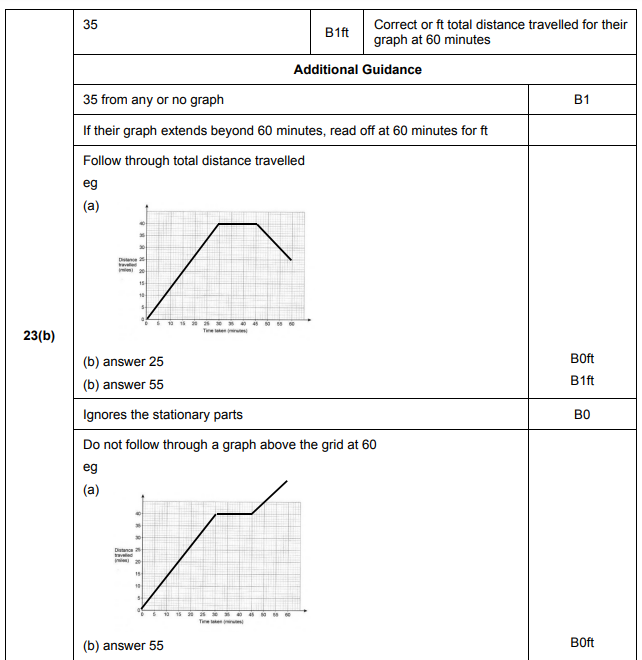 35
B1ft
Correct or ft total distance travelled for their
graph at 60 minutes
Additional Guidance
35 from any or no graph
B1
If their graph extends beyond 60 minutes, read off at 60 minutes for ft
Follow through total distance travelled
eg
(a)
40
35
30
Distance 25
travelled
(miles) 20
15
10
5
0
0 5 10 15 20 25 30 35 40 45 50 55 60
Time taken (minutes)
23(b)
(b) answer 25
B0ft
(b) answer 55
B1ft
Ignores the stationary parts
B0
Do not follow through a graph above the grid at 60
eg
(a)
40
35
30
Distance 25
travelled
(miles) 20
15
10
5
0
0 5 10 15 20 25 30 35 40 45 50 55 60
Time taken (minutes)
(b) answer 55
B0ft